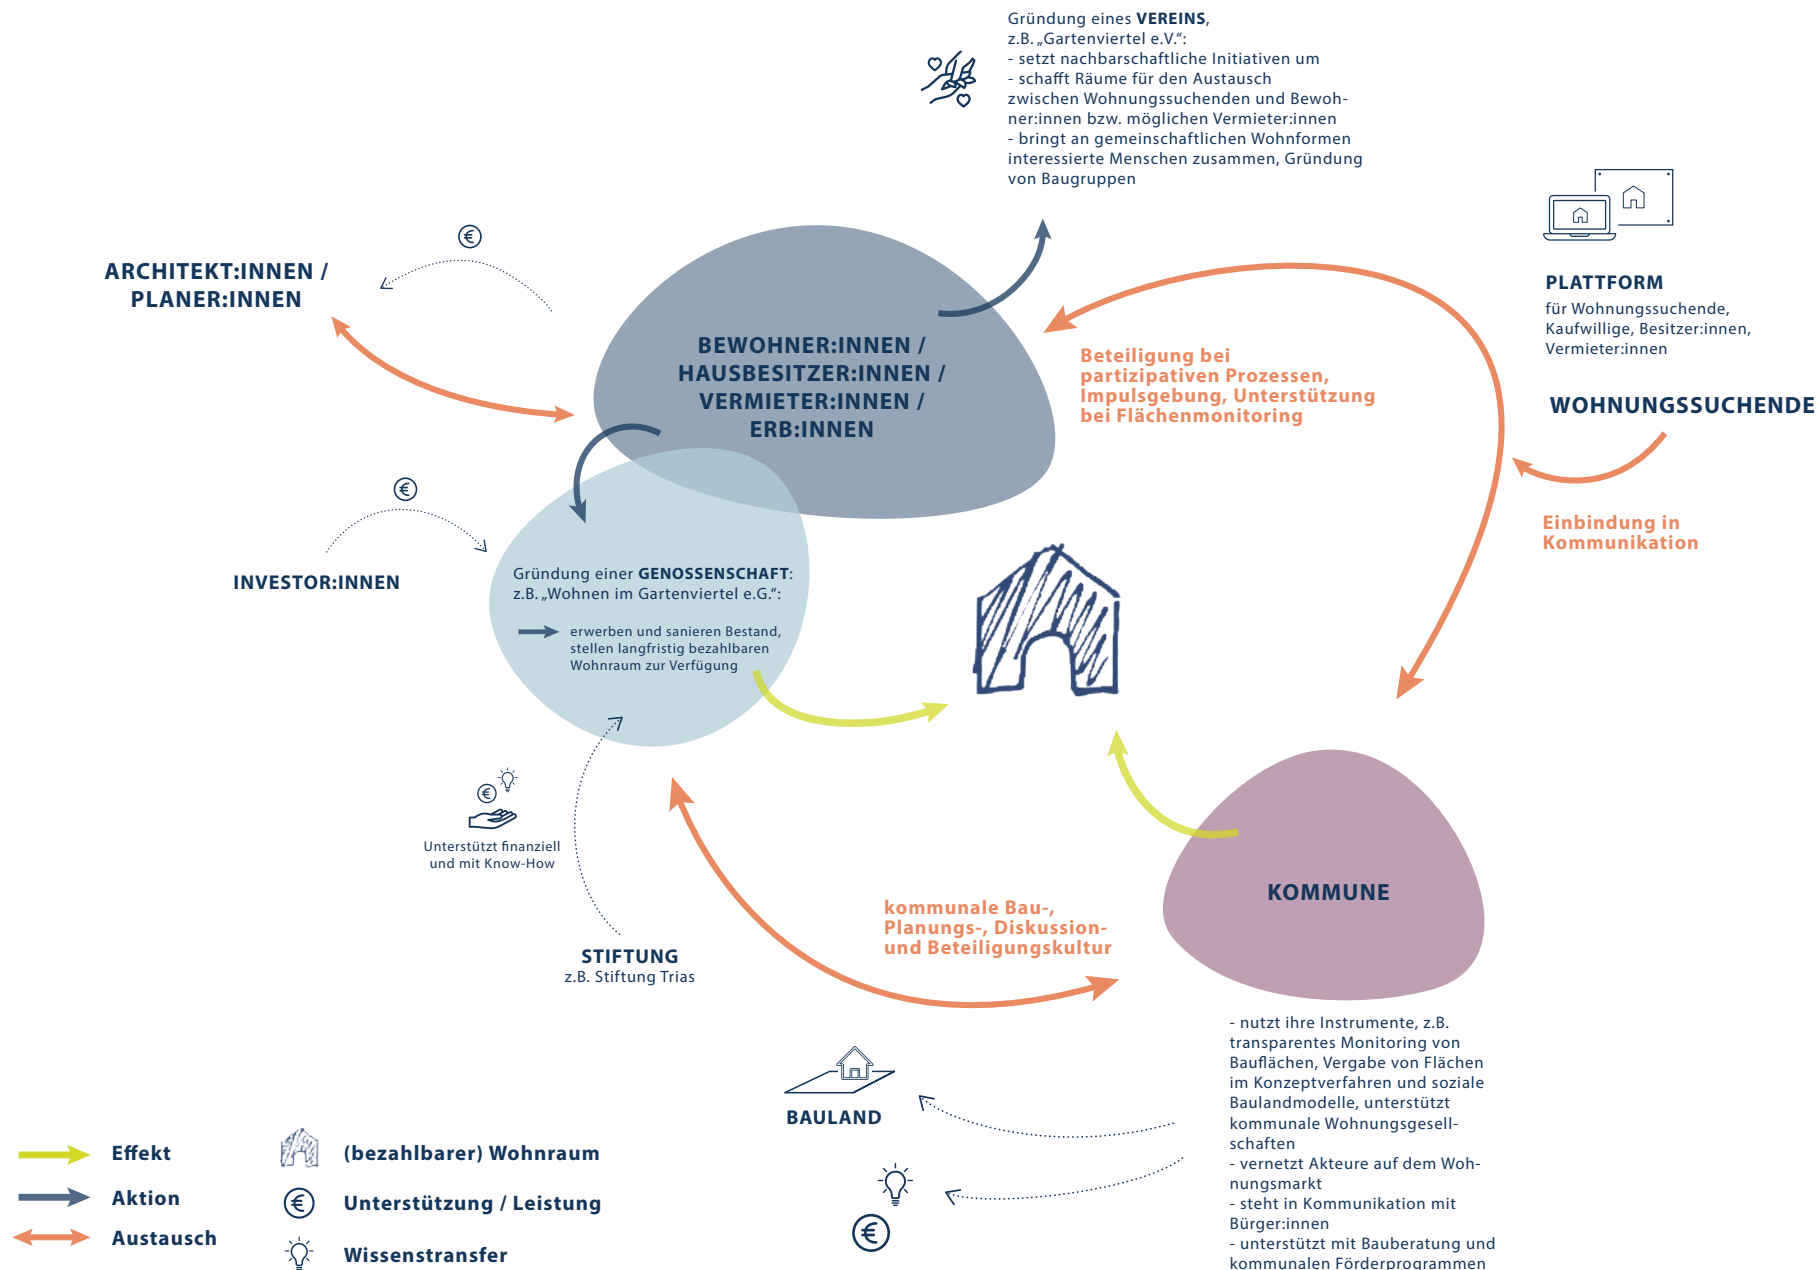 Gründung eines VEREINS,
z.B. „Gartenviertel e.V.“:
- setzt nachbarschaftliche Initiativen um
- schafft Räume für den Austausch
zwischen Wohnungssuchenden und Bewoh-
ner:innen bzw. möglichen Vermieter:innen
- bringt an gemeinschaftlichen Wohnformen
interessierte Menschen zusammen, Gründung
von Baugruppen
€
ARCHITEKT:INNEN /
PLANER:INNEN
BEWOHNER:INNEN /
HAUSBESITZER:INNEN /
VERMIETER:INNEN /
ERB:INNEN
Beteiligung bei
partizipativen Prozessen,
Impulsgebung, Unterstützung
bei Flächenmonitoring
PLATTFORM
für Wohnungssuchende,
Kaufwillige, Besitzer:innen,
Vermieter:innen
WOHNUNGSSUCHENDE
Einbindung in
Kommunikation
€
INVESTOR:INNEN
Gründung einer GENOSSENSCHAFT:
z.B. „Wohnen im Gartenviertel e.G.“:
erwerben und sanieren Bestand,
stellen langfristig bezahlbaren
Wohnraum zur Verfügung
€
Unterstützt finanziell
und mit Know-How
STIFTUNG
z.B. Stiftung Trias
kommunale Bau-,
Planungs-, Diskussion-
und Beteiligungskultur
KOMMUNE
- nutzt ihre Instrumente, z.B.
transparentes Monitoring von
Bauflächen, Vergabe von Flächen
im Konzeptverfahren und soziale
Baulandmodelle, unterstützt
kommunale Wohnungsgesell-
schaften
- vernetzt Akteure auf dem Woh-
nungsmarkt
- steht in Kommunikation mit
Bürger:innen
- unterstützt mit Bauberatung und
kommunalen Förderprogrammen
BAULAND
€
Effekt
Aktion
Austausch
(bezahlbarer) Wohnraum
€ Unterstützung / Leistung
Wissenstransfer